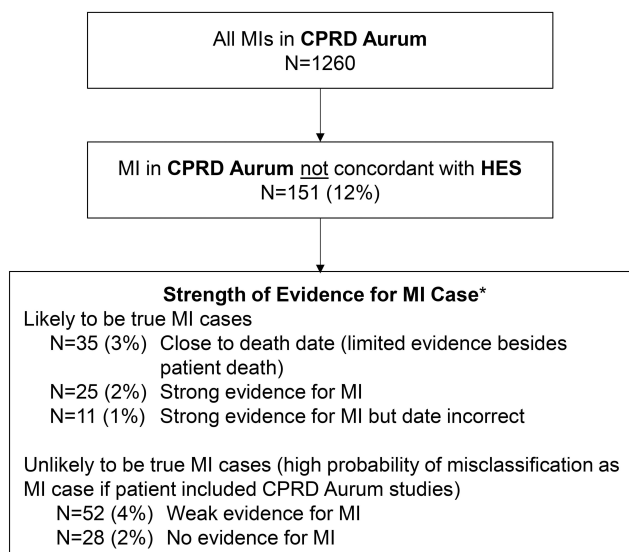 All MIs in CPRD Aurum
N=1260
MI in CPRD Aurum not concordant with HES
N=151 (12%)
Strength of Evidence for MI Case*
Likely to be true MI cases
N=35 (3%) Close to death date (limited evidence besides
patient death)
N=25 (2%) Strong evidence for MI
N=11 (1%) Strong evidence for MI but date incorrect
Unlikely to be true MI cases (high probability of misclassification as
MI case if patient included CPRD Aurum studies)
N=52 (4%) Weak evidence for MI
N=28 (2%) No evidence for MI